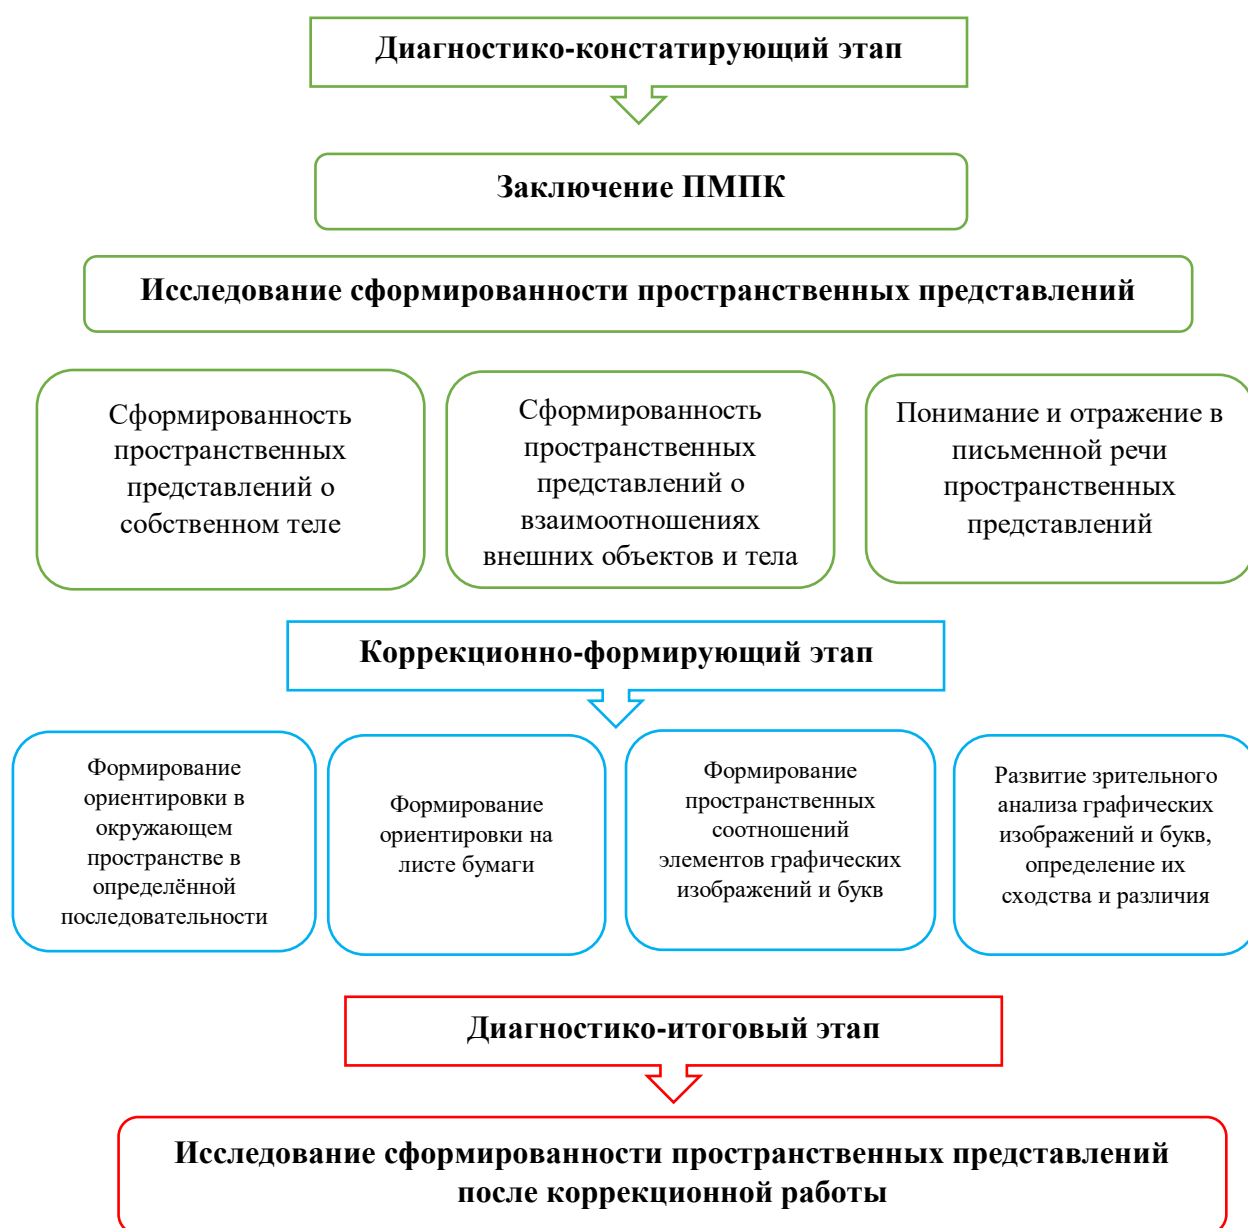 Диагностико-констатирующий этап
Заключение ПМПК
Исследование сформированности пространственных представлений
Сформированность
пространственных
представлений о
собственном теле
Сформированность
пространственных
представлений о
взаимоотношениях
внешних объектов и тела
Понимание и отражение в
письменной речи
пространственных
представлений
Коррекционно-формирующий этап
Формирование
ориентировки в
окружающем
пространстве в
определённой
последовательности
Формирование
ориентировки на
листе бумаги
Формирование
пространственных
соотношений
элементов графических
изображений и букв
Развитие зрительного
анализа графических
изображений и букв,
определение их
сходства и различия
Диагностико-итоговый этап
Исследование сформированности пространственных представлений
после коррекционной работы